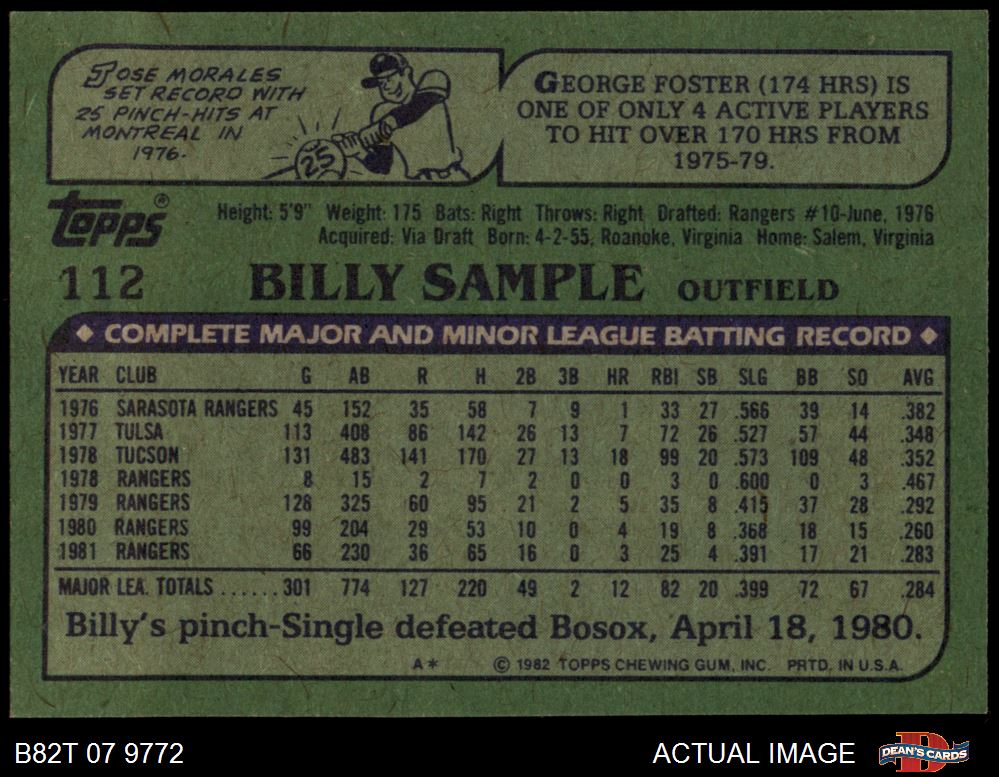 JOSE MORALES
SET RECORD WITH
25 PINCH-HITS AT
MONTREAL IN
1976.
25
GEORGE FOSTER (174 HRS) IS
ONE OF ONLY 4 ACTIVE PLAYERS
TO HIT OVER 170 HRS FROM
1975-79.
Topps®
Height: 5'9" Weight: 175 Bats: Right Throws: Right Drafted: Rangers #10-June, 1976
Acquired: Via Draft Born: 4-2-55, Roanoke, Virginia Home: Salem, Virginia
112 BILLY SAMPLE OUTFIELD
◆ COMPLETE MAJOR AND MINOR LEAGUE BATTING RECORD ◆
YEAR CLUB G AB R H 2B 3B HR RBI SB SLG BB SO AVG
1976 SARASOTA RANGERS 45 152 35 58 7 9 1 33 27 .566 39 14 .382
1977 TULSA 113 408 86 142 26 13 7 72 26 .527 57 44 .348
1978 TUCSON 131 483 141 170 27 13 18 99 20 .573 109 48 .352
1978 RANGERS 8 15 2 7 2 0 0 3 0 .600 0 3 .467
1979 RANGERS 128 325 60 95 21 2 5 35 8 .415 37 28 .292
1980 RANGERS 99 204 29 53 10 0 4 19 8 .368 18 15 .260
1981 RANGERS 66 230 36 65 16 0 3 25 4 .391 17 21 .283
MAJOR LEA. TOTALS ...... 301 774 127 220 49 2 12 82 20 .399 72 67 .284
Billy's pinch-Single defeated Bosox, April 18, 1980.
A* © 1982 TOPPS CHEWING GUM, INC. PRTD. IN U.S.A.
B82T 07 9772 ACTUAL IMAGE DEAN'S CARDS